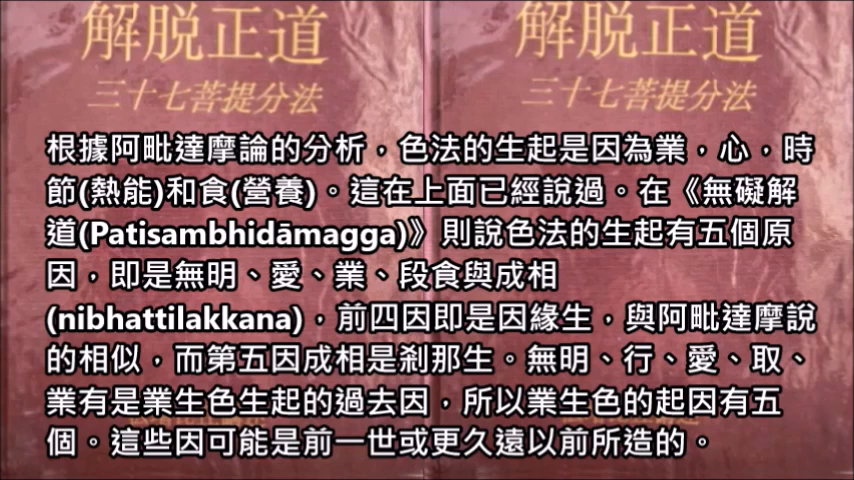 解脫正道
三十七菩提分法
解脫正道
三十七菩提分法
根據阿毗達摩論的分析，色法的生起是因為業，心，時
節(熱能)和食(營養)。這在上面已經說過。在《無礙解
道(Patisambhidāmagga)》則說色法的生起有五個原
因，即是無明、愛、業、段食與成相
(nibhattilakkana)，前四因即是因緣生，與阿毗達摩說
的相似，而第五因成相是剎那生。無明、行、愛、取、
業有是業生色生起的過去因，所以業生色的起因有五
個。這些因可能是前一世或更久遠以前所造的。